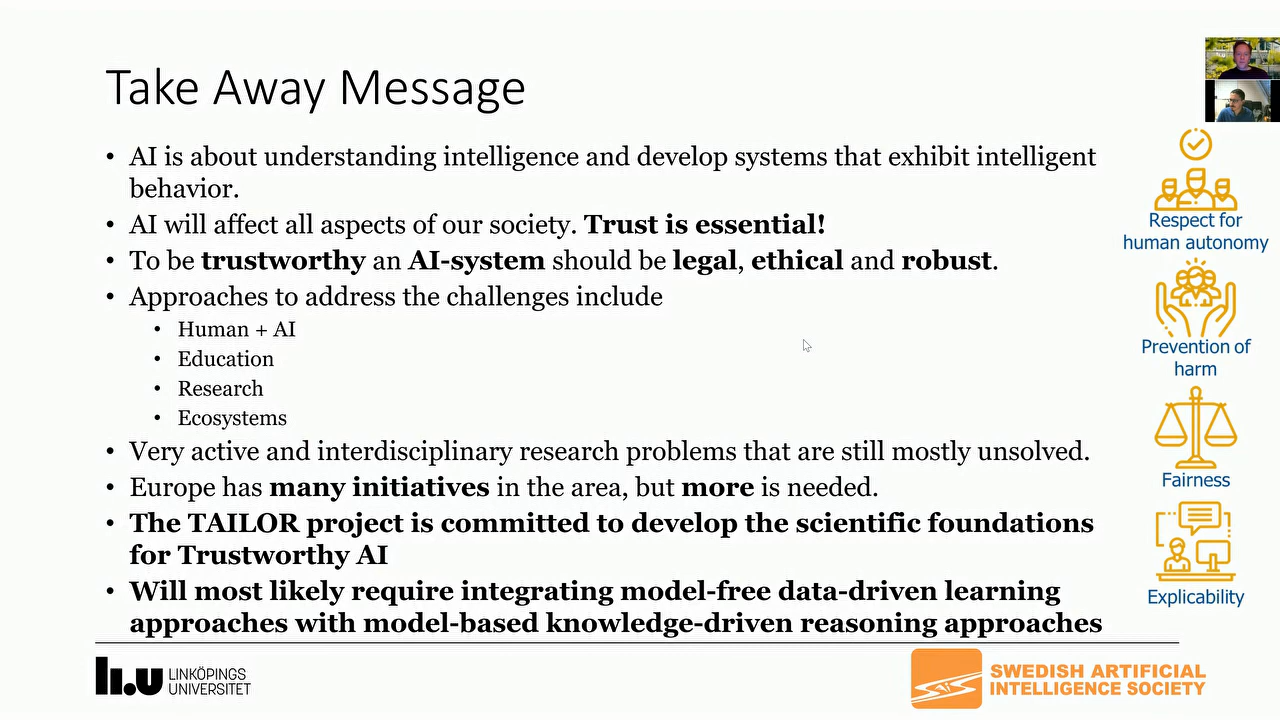 Take Away Message
• AI is about understanding intelligence and develop systems that exhibit intelligent
behavior.
• AI will affect all aspects of our society. Trust is essential!
• To be trustworthy an AI-system should be legal, ethical and robust.
• Approaches to address the challenges include
• Human + AI
• Education
• Research
• Ecosystems
• Very active and interdisciplinary research problems that are still mostly unsolved.
• Europe has many initiatives in the area, but more is needed.
• The TAILOR project is committed to develop the scientific foundations
for Trustworthy AI
• Will most likely require integrating model-free data-driven learning
approaches with model-based knowledge-driven reasoning approaches
Respect for
human autonomy
Prevention of
harm
Fairness
Explicability
li.u LINKÖPINGS
UNIVERSITET
SWEDISH ARTIFICIAL
INTELLIGENCE SOCIETY